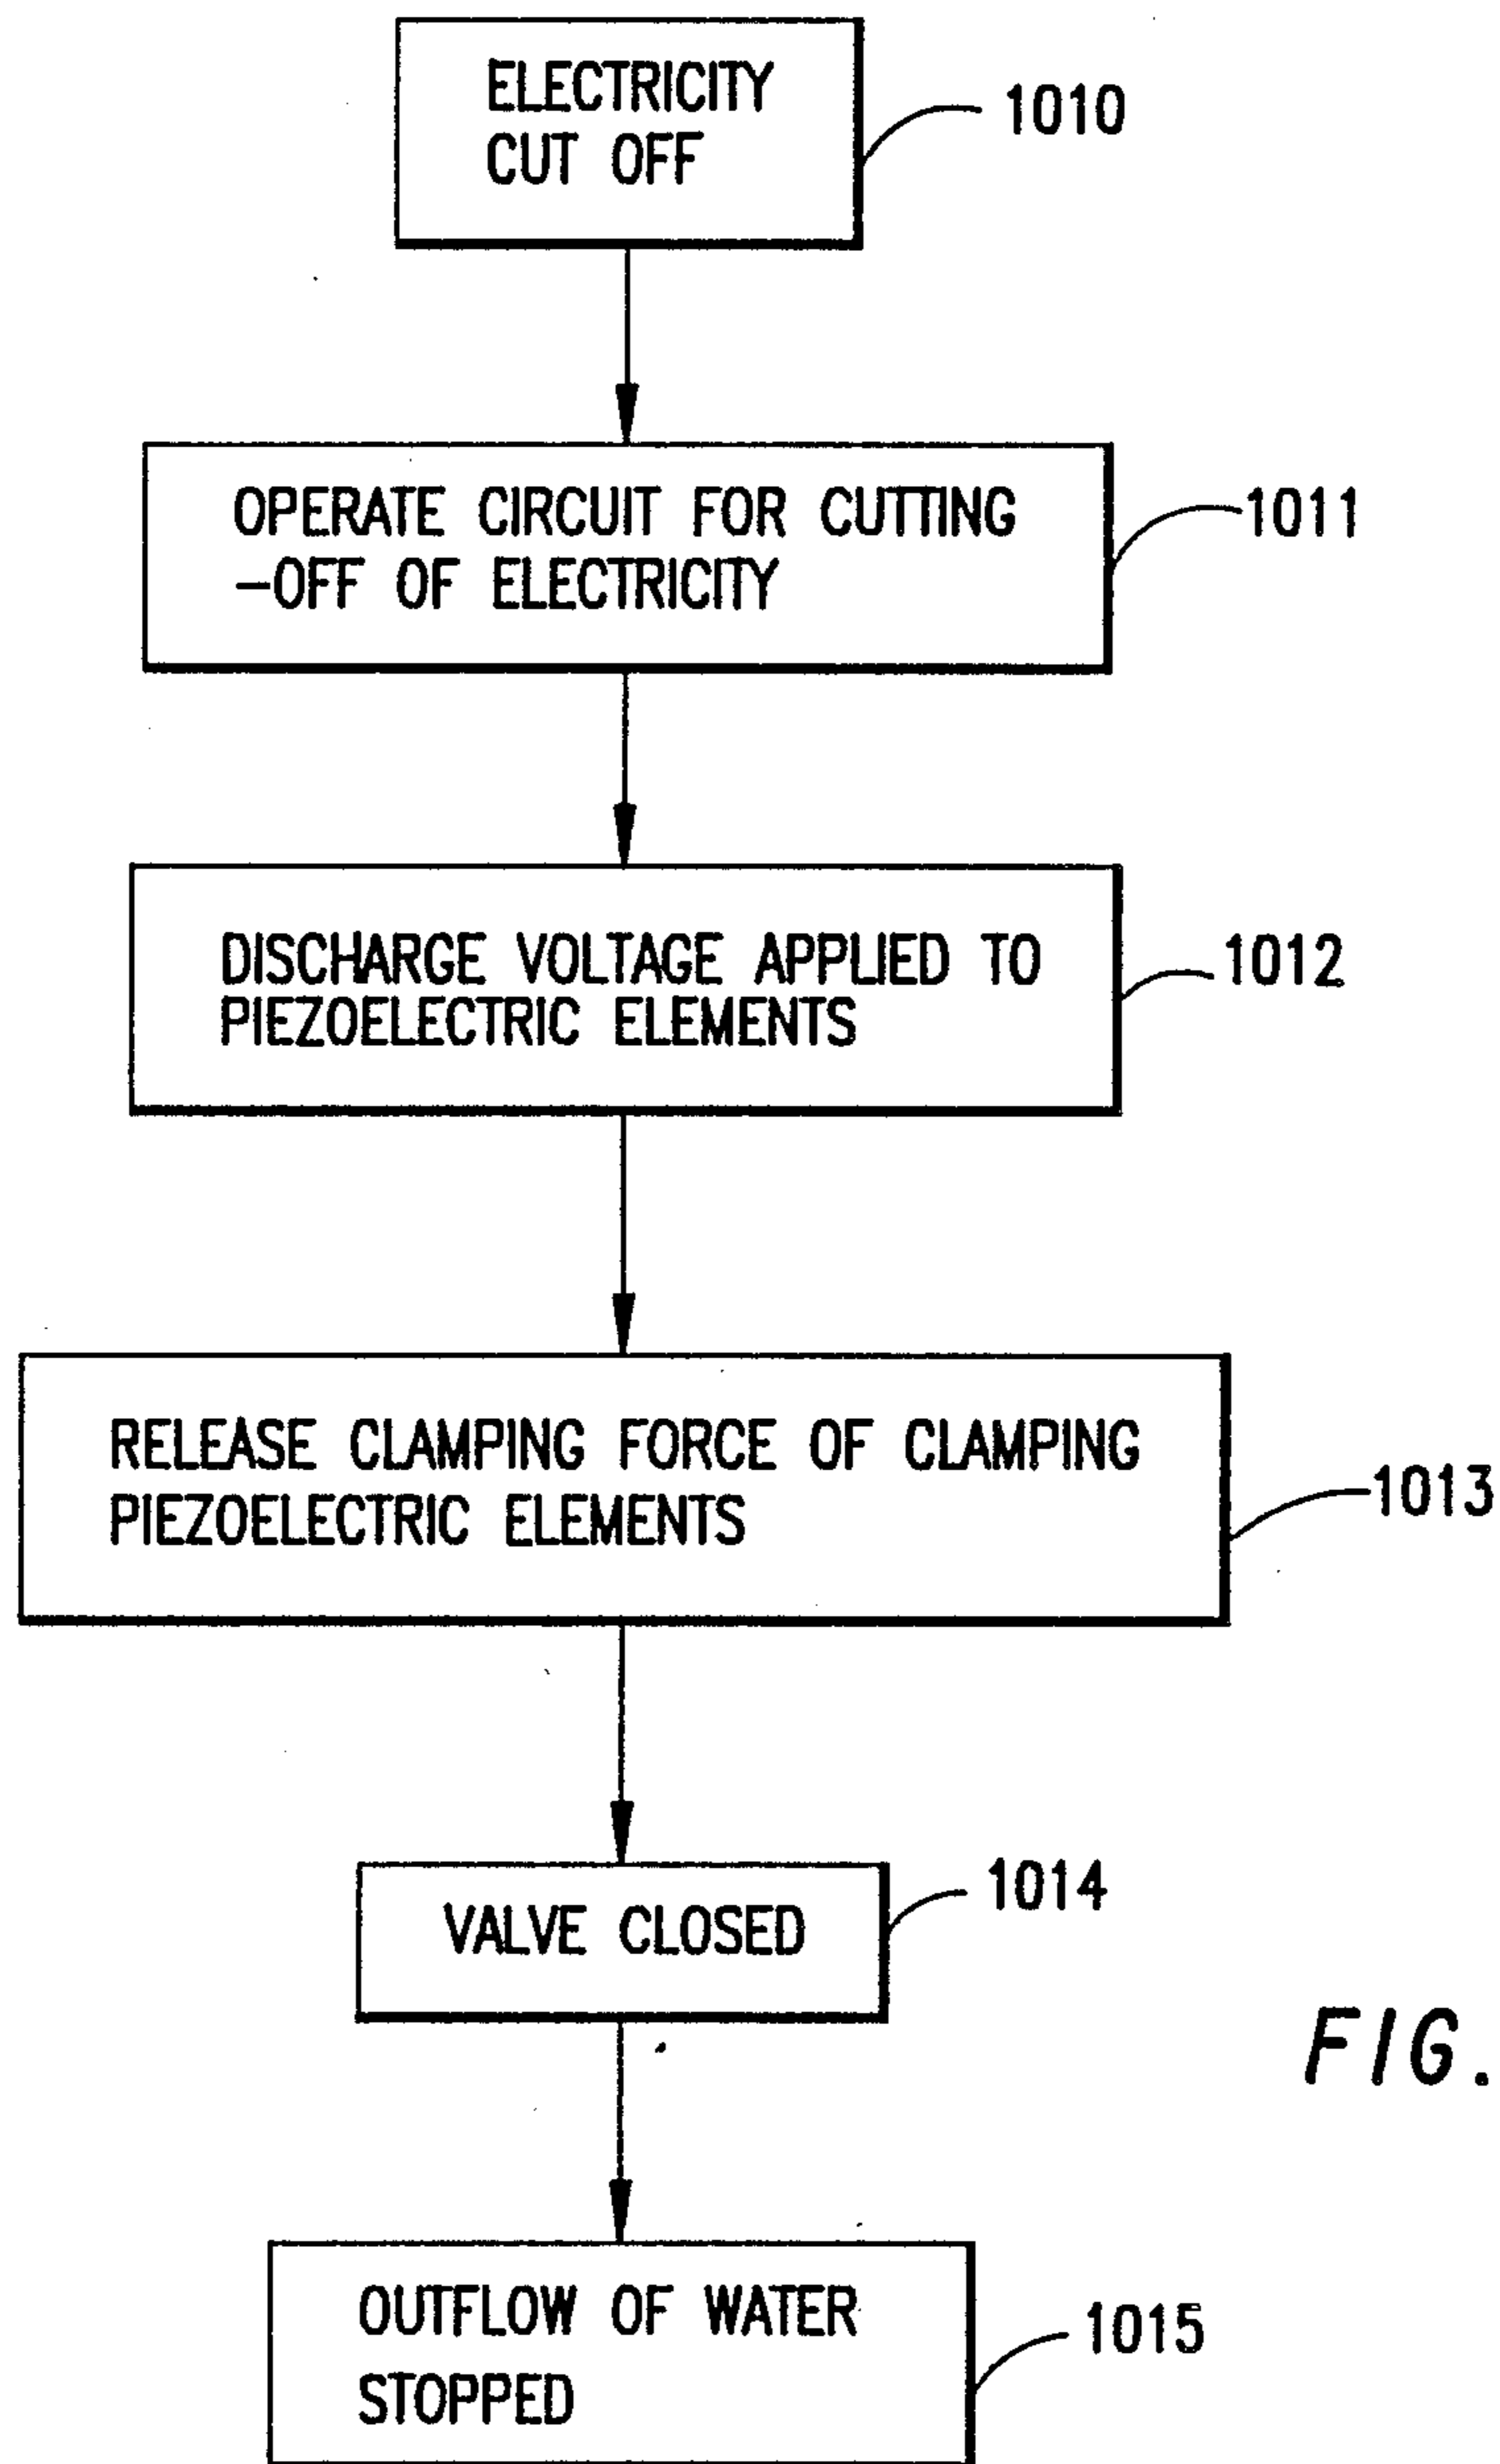 ELECTRICITY
CUT OFF
1010
OPERATE CIRCUIT FOR CUTTING
-OFF OF ELECTRICITY
1011
DISCHARGE VOLTAGE APPLIED TO
PIEZOELECTRIC ELEMENTS
1012
RELEASE CLAMPING FORCE OF CLAMPING
PIEZOELECTRIC ELEMENTS
1013
VALVE CLOSED
1014
FIG.
OUTFLOW OF WATER
STOPPED
1015